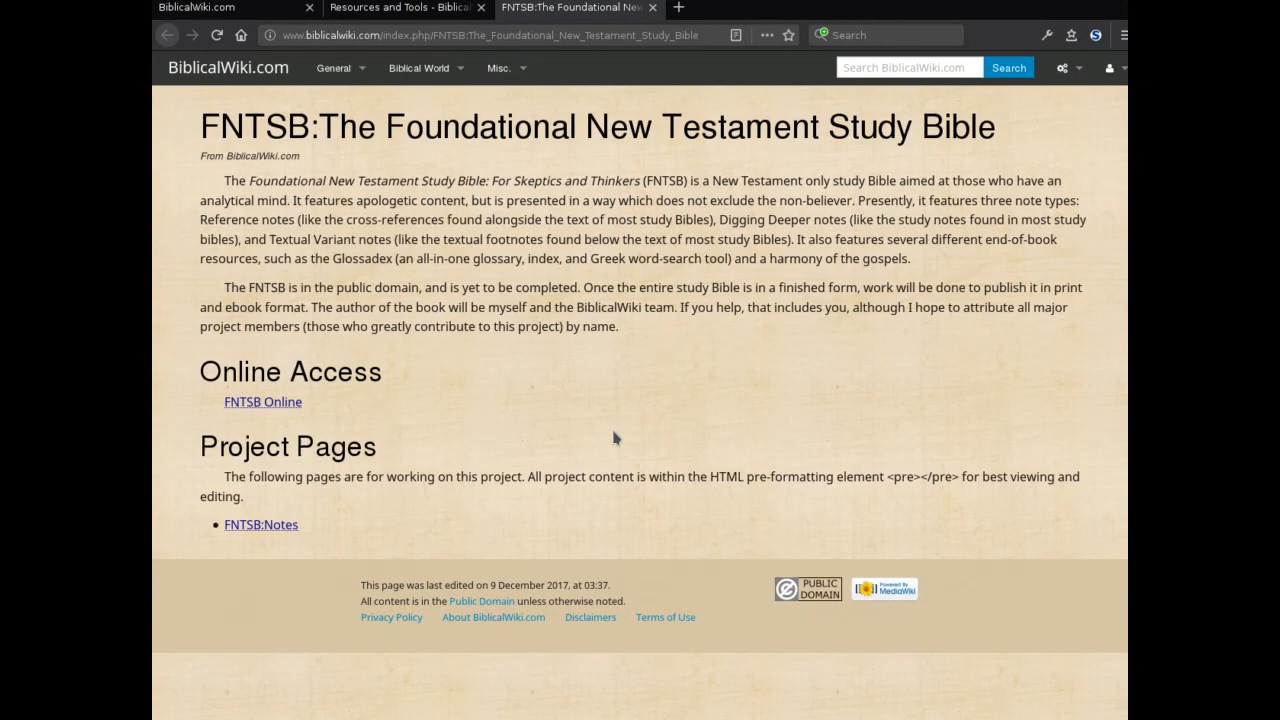 BiblicalWiki.com
Resources and Tools - Biblica
FNTSB:The Foundational New
www.biblicalwiki.com/index.php/FNTSB:The_Foundational_New_Testament_Study_Bible
Search
BiblicalWiki.com General Biblical World Misc. Search BiblicalWiki.com Search
FNTSB:The Foundational New Testament Study Bible
From BiblicalWiki.com
The Foundational New Testament Study Bible: For Skeptics and Thinkers (FNTSB) is a New Testament only study Bible aimed at those who have an
analytical mind. It features apologetic content, but is presented in a way which does not exclude the non-believer. Presently, it features three note types:
Reference notes (like the cross-references found alongside the text of most study Bibles), Digging Deeper notes (like the study notes found in most study
bibles), and Textual Variant notes (like the textual footnotes found below the text of most study Bibles). It also features several different end-of-book
resources, such as the Glossadex (an all-in-one glossary, index, and Greek word-search tool) and a harmony of the gospels.
The FNTSB is in the public domain, and is yet to be completed. Once the entire study Bible is in a finished form, work will be done to publish it in print
and ebook format. The author of the book will be myself and the BiblicalWiki team. If you help, that includes you, although I hope to attribute all major
project members (those who greatly contribute to this project) by name.
Online Access
FNTSB Online
Project Pages
The following pages are for working on this project. All project content is within the HTML pre-formatting element <pre></pre> for best viewing and
editing.
• FNTSB:Notes
This page was last edited on 9 December 2017, at 03:37.
All content is in the Public Domain unless otherwise noted.
Privacy Policy About BiblicalWiki.com Disclaimers Terms of Use
PUBLIC DOMAIN
Powered By MediaWiki